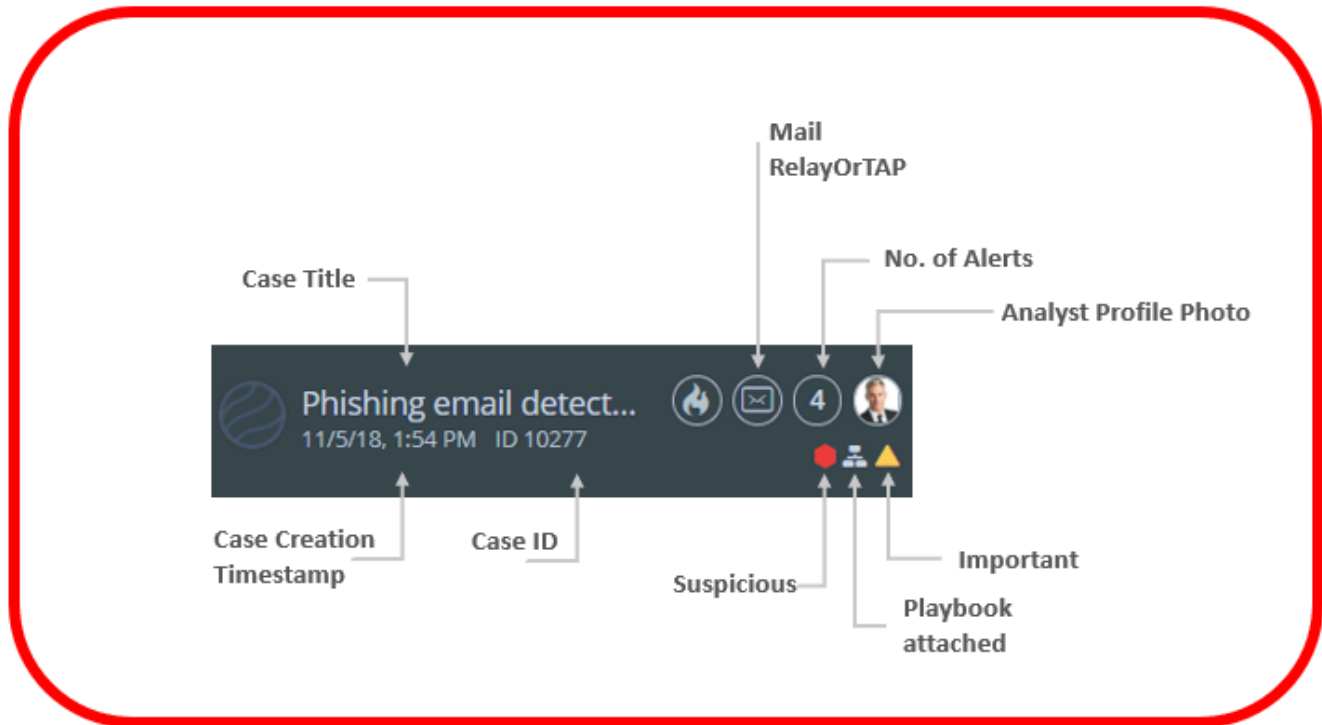 Mail
RelayOrTAP
No. of Alerts
Case Title
Analyst Profile Photo
Phishing email detect...
4
11/5/18, 1:54 PM ID 10277
Case Creation
Timestamp
Case ID
Suspicious
Important
Playbook
attached